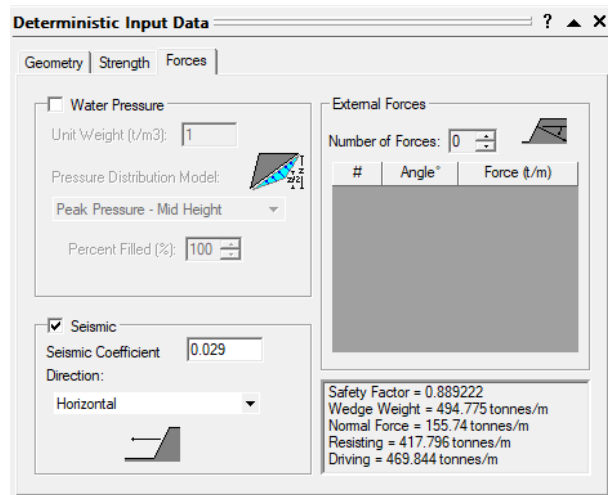 Deterministic Input Data ? ▲ X
Geometry Strength Forces
Water Pressure
Unit Weight (t/m3): 1
Pressure Distribution Model:
z
z/2
Peak Pressure - Mid Height
Percent Filled (%): 100
Seismic
Seismic Coefficient 0.029
Direction:
Horizontal
External Forces
Number of Forces: 0
# Angle° Force (t/m)
Safety Factor = 0.889222
Wedge Weight = 494.775 tonnes/m
Normal Force = 155.74 tonnes/m
Resisting = 417.796 tonnes/m
Driving = 469.844 tonnes/m